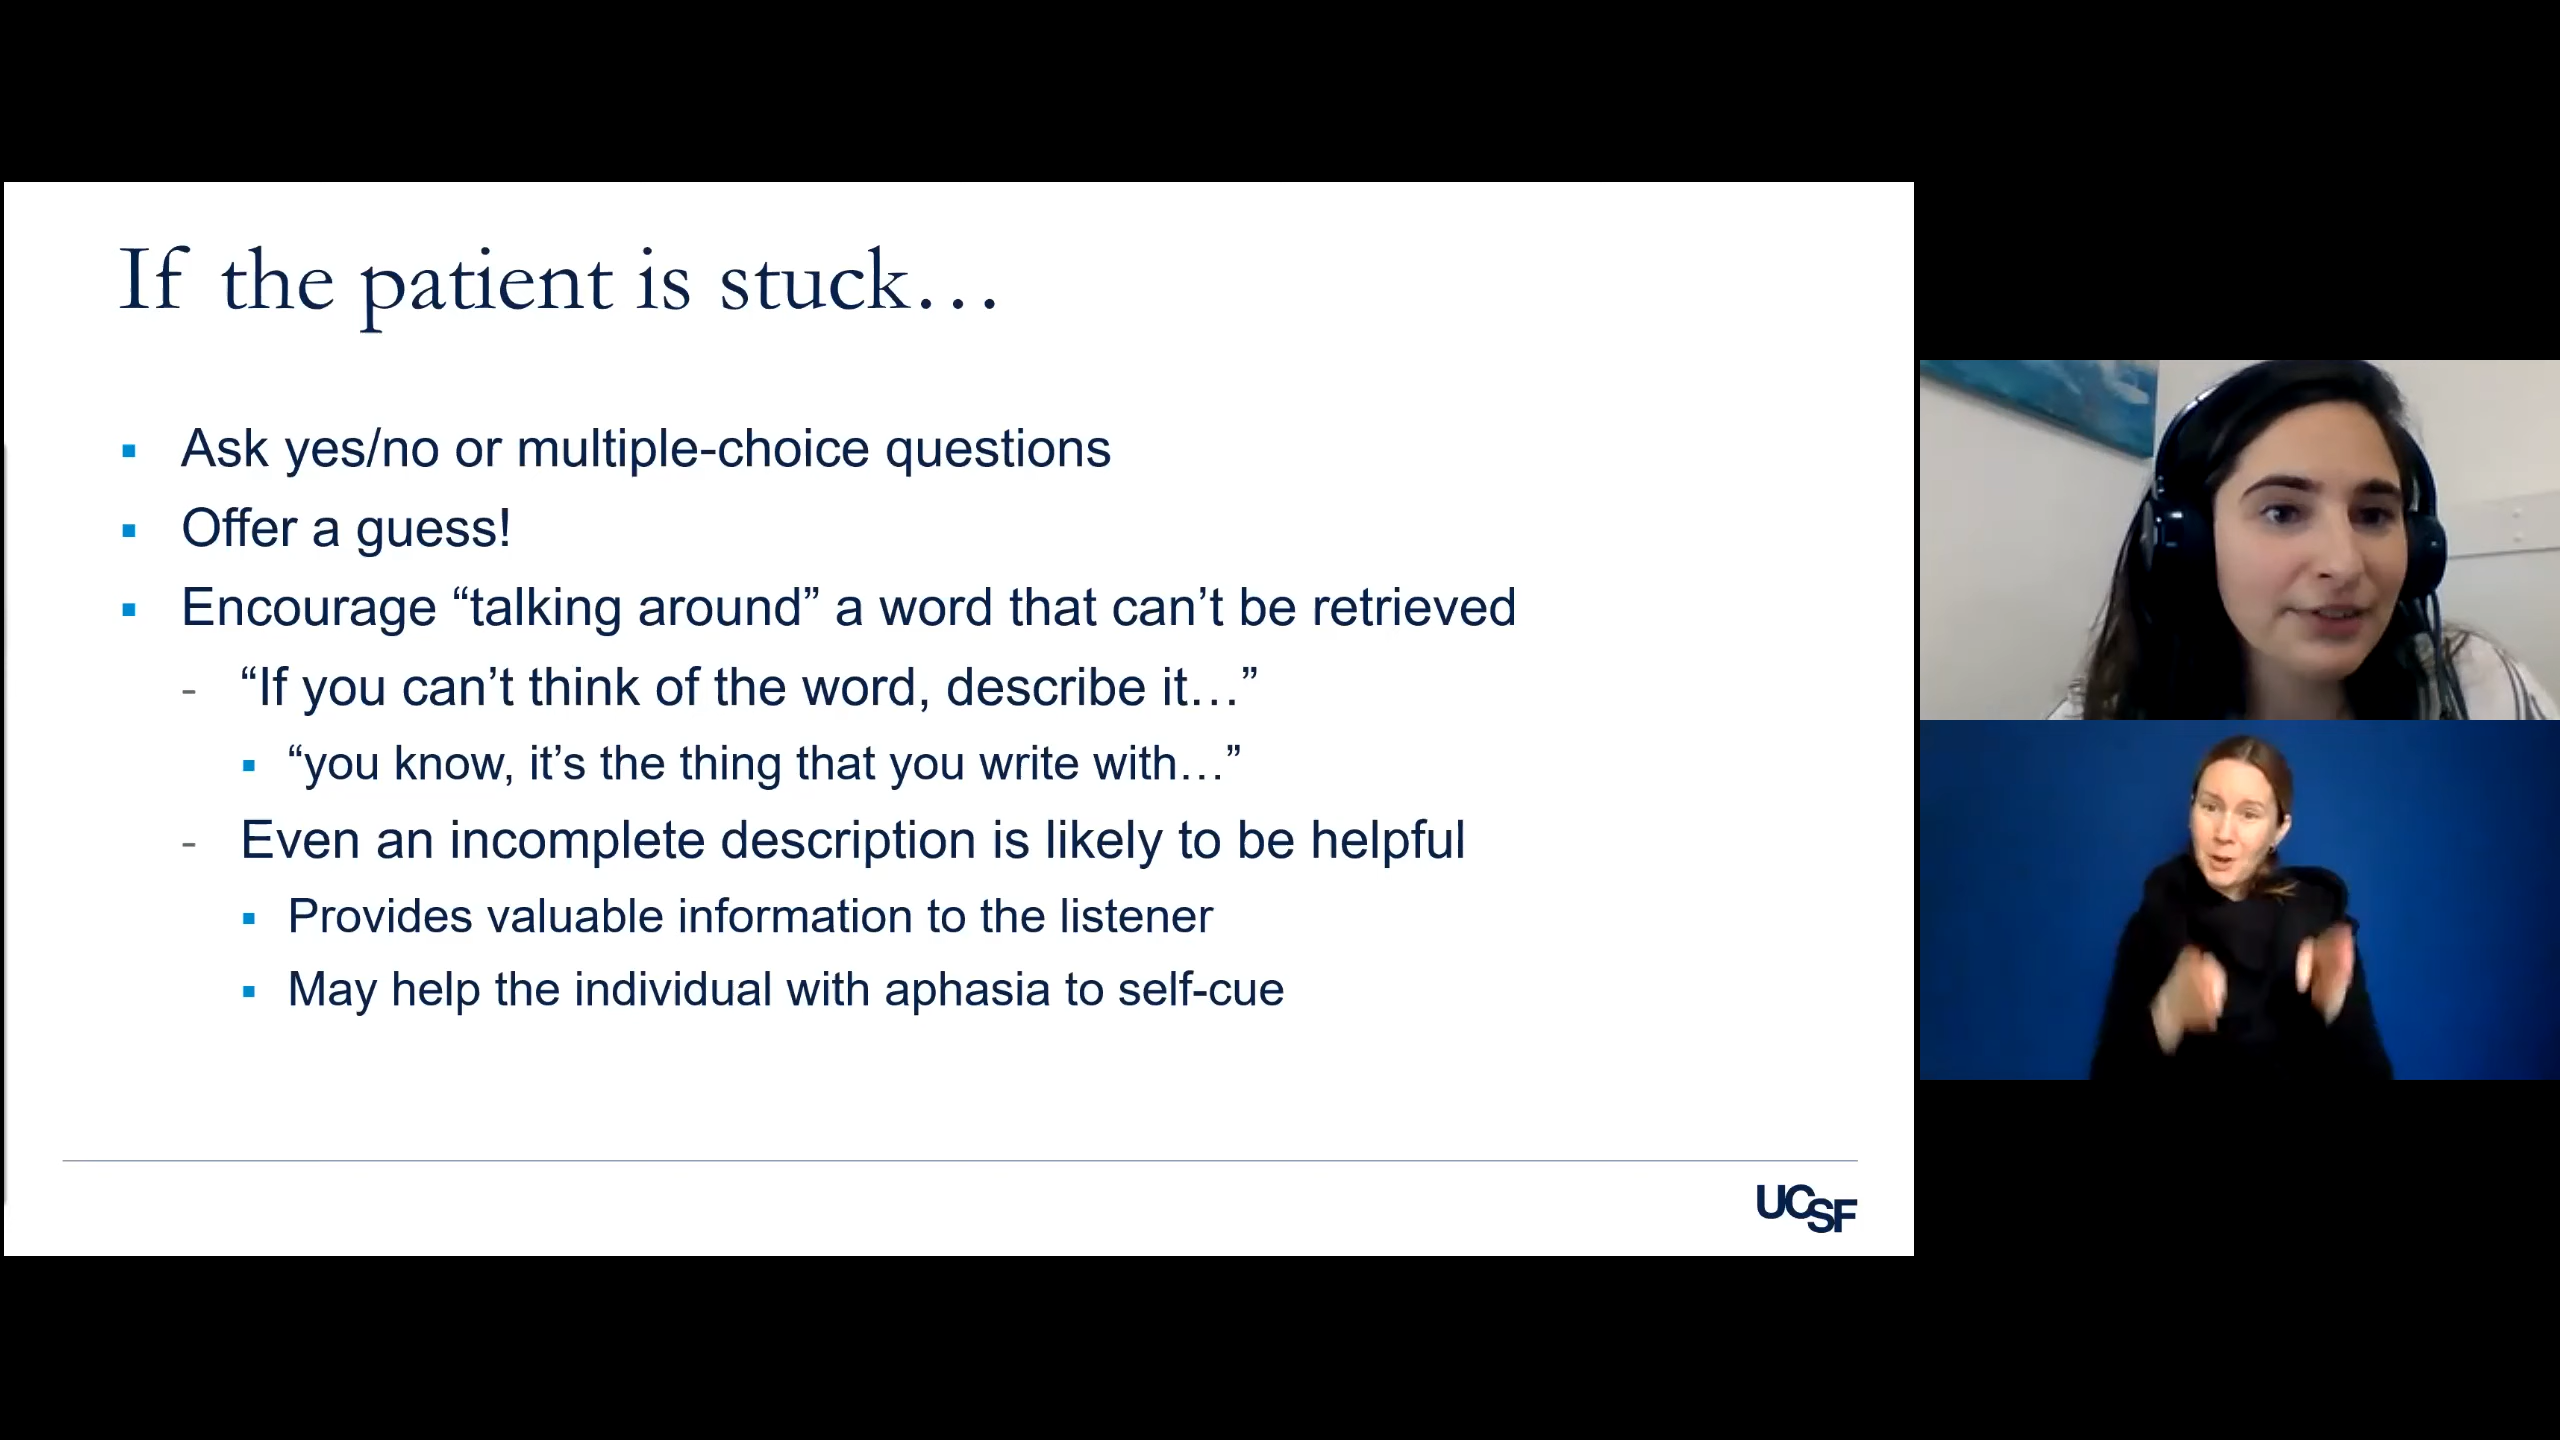 If the patient is stuck…
▪ Ask yes/no or multiple-choice questions
▪ Offer a guess!
▪ Encourage “talking around” a word that can’t be retrieved
- “If you can’t think of the word, describe it…”
▪ “you know, it’s the thing that you write with…”
- Even an incomplete description is likely to be helpful
▪ Provides valuable information to the listener
▪ May help the individual with aphasia to self-cue
UCSF